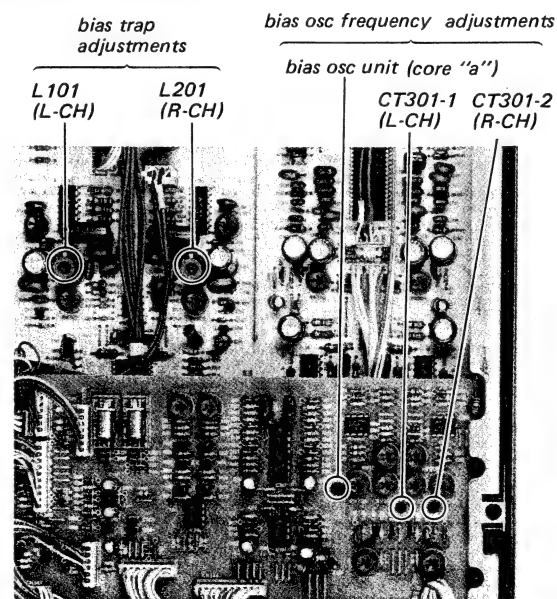 bias trap
adjustments
bias osc frequency adjustments
bias osc unit (core "a")
L101
(L-CH)
L201
(R-CH)
CT301-1
(L-CH)
CT301-2
(R-CH)